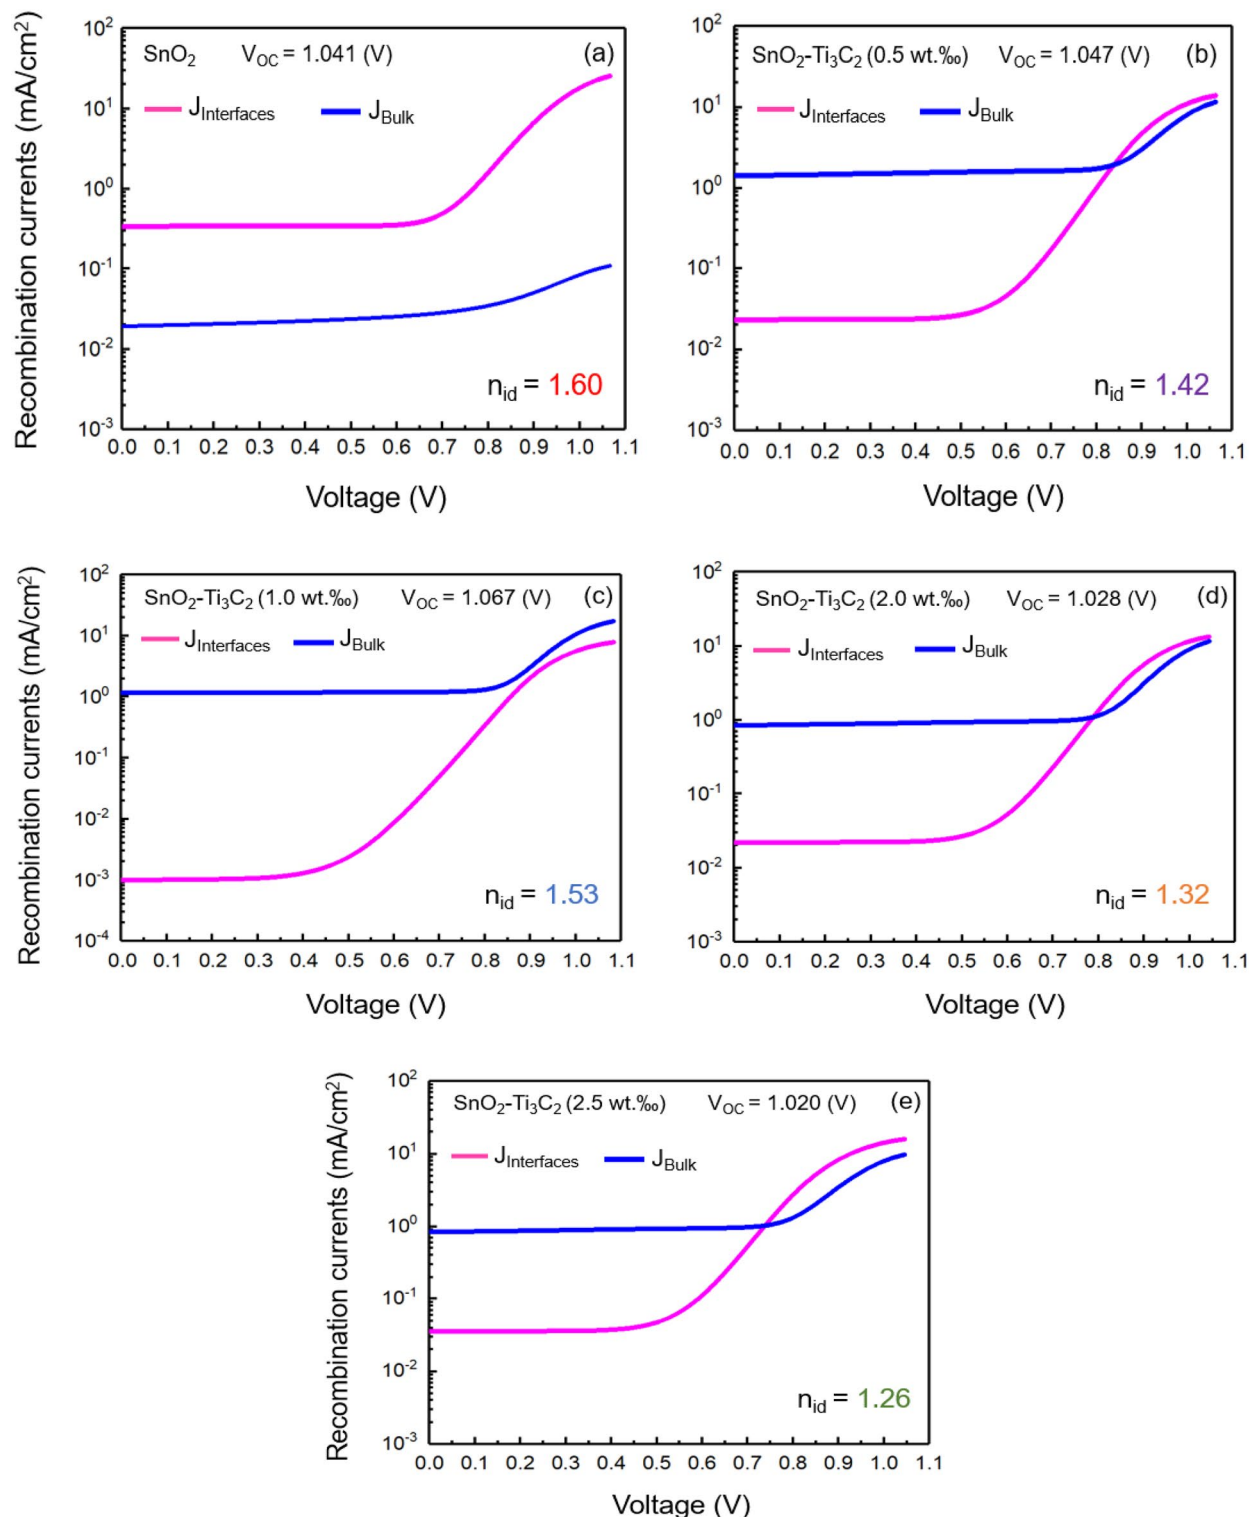 Recombination currents (mA/cm²)
SnO₂ V_OC = 1.041 (V) (a)
J_Interfaces J_Bulk
10² 10¹ 10⁰ 10⁻¹ 10⁻² 10⁻³
n_id = 1.60
0.0 0.1 0.2 0.3 0.4 0.5 0.6 0.7 0.8 0.9 1.0 1.1
Voltage (V)
SnO₂-Ti₃C₂ (0.5 wt.‰) V_OC = 1.047 (V) (b)
J_Interfaces J_Bulk
10² 10¹ 10⁰ 10⁻¹ 10⁻² 10⁻³
n_id = 1.42
0.0 0.1 0.2 0.3 0.4 0.5 0.6 0.7 0.8 0.9 1.0 1.1
Voltage (V)
Recombination currents (mA/cm²)
SnO₂-Ti₃C₂ (1.0 wt.‰) V_OC = 1.067 (V) (c)
J_Interfaces J_Bulk
10² 10¹ 10⁰ 10⁻¹ 10⁻² 10⁻³ 10⁻⁴
n_id = 1.53
0.0 0.1 0.2 0.3 0.4 0.5 0.6 0.7 0.8 0.9 1.0 1.1
Voltage (V)
SnO₂-Ti₃C₂ (2.0 wt.‰) V_OC = 1.028 (V) (d)
J_Interfaces J_Bulk
10² 10¹ 10⁰ 10⁻¹ 10⁻² 10⁻³
n_id = 1.32
0.0 0.1 0.2 0.3 0.4 0.5 0.6 0.7 0.8 0.9 1.0 1.1
Voltage (V)
Recombination currents (mA/cm²)
SnO₂-Ti₃C₂ (2.5 wt.‰) V_OC = 1.020 (V) (e)
J_Interfaces J_Bulk
10² 10¹ 10⁰ 10⁻¹ 10⁻² 10⁻³
n_id = 1.26
0.0 0.1 0.2 0.3 0.4 0.5 0.6 0.7 0.8 0.9 1.0 1.1
Voltage (V)